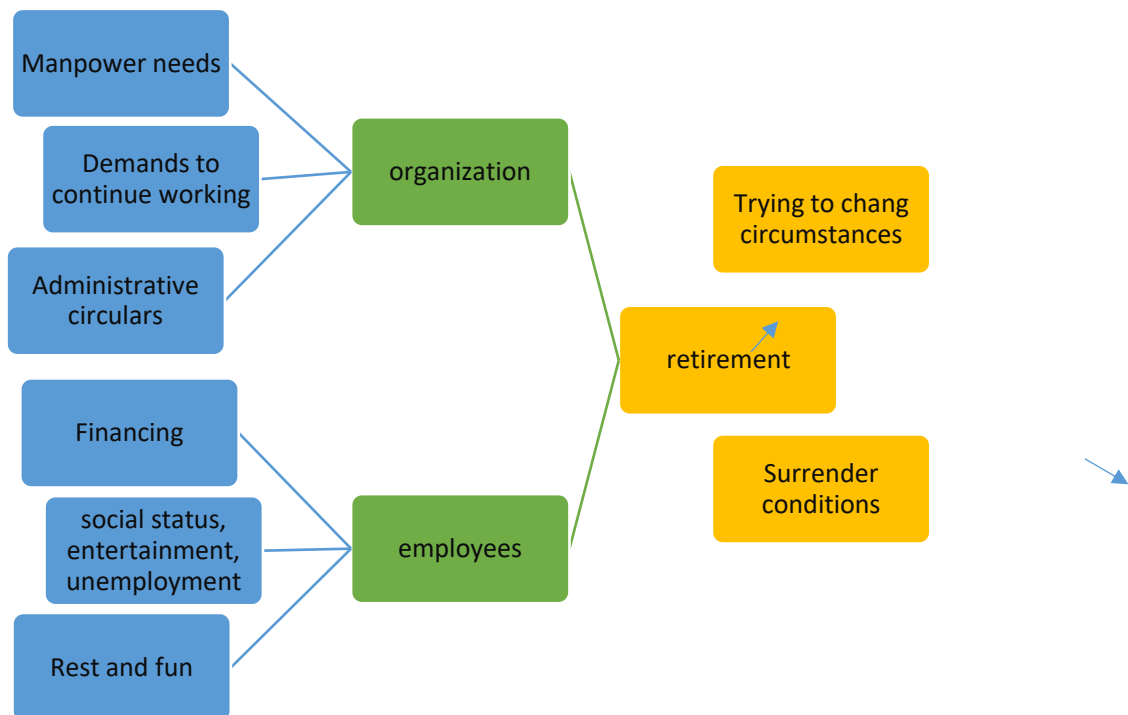 Manpower needs
Demands to
continue working
Administrative
circulars
Financing
social status,
entertainment,
unemployment
Rest and fun
organization
employees
Trying to chang
circumstances
retirement
Surrender
conditions